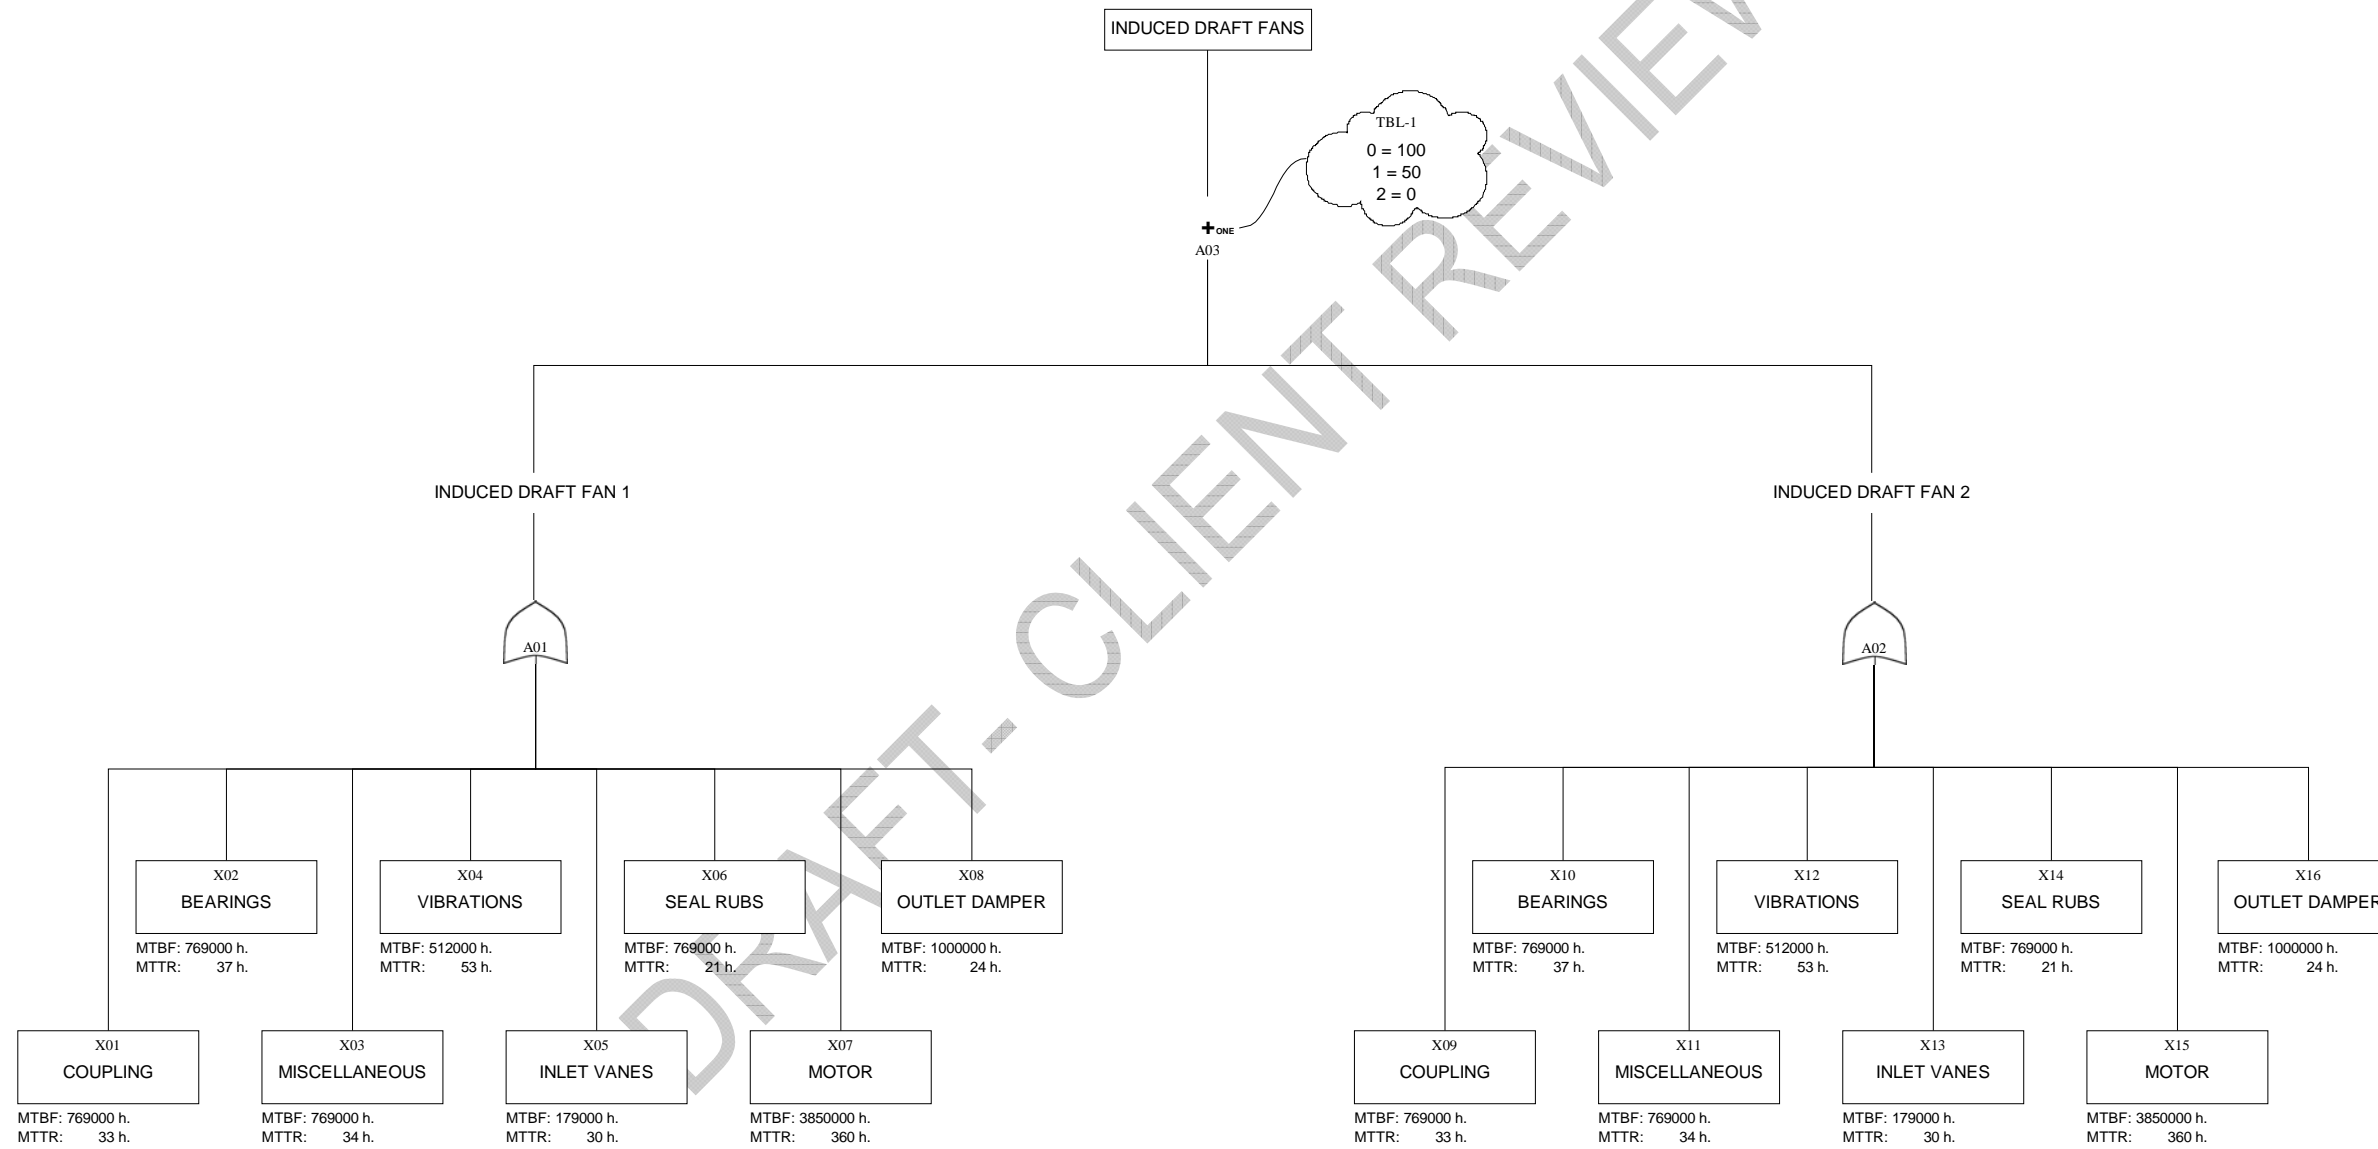 INDUCED DRAFT FANS
TBL-1
0 = 100
1 = 50
2 = 0
+ONE
A03
DRAFT - CLIENT REVIEW
INDUCED DRAFT FAN 1
INDUCED DRAFT FAN 2
A01
A02
X02
BEARINGS
MTBF: 769000 h.
MTTR: 37 h.
X04
VIBRATIONS
MTBF: 512000 h.
MTTR: 53 h.
X06
SEAL RUBS
MTBF: 769000 h.
MTTR: 21 h.
X08
OUTLET DAMPER
MTBF: 1000000 h.
MTTR: 24 h.
X10
BEARINGS
MTBF: 769000 h.
MTTR: 37 h.
X12
VIBRATIONS
MTBF: 512000 h.
MTTR: 53 h.
X14
SEAL RUBS
MTBF: 769000 h.
MTTR: 21 h.
X16
OUTLET DAMPER
MTBF: 1000000 h.
MTTR: 24 h.
X01
COUPLING
MTBF: 769000 h.
MTTR: 33 h.
X03
MISCELLANEOUS
MTBF: 769000 h.
MTTR: 34 h.
X05
INLET VANES
MTBF: 179000 h.
MTTR: 30 h.
X07
MOTOR
MTBF: 3850000 h.
MTTR: 360 h.
X09
COUPLING
MTBF: 769000 h.
MTTR: 33 h.
X11
MISCELLANEOUS
MTBF: 769000 h.
MTTR: 34 h.
X13
INLET VANES
MTBF: 179000 h.
MTTR: 30 h.
X15
MOTOR
MTBF: 3850000 h.
MTTR: 360 h.